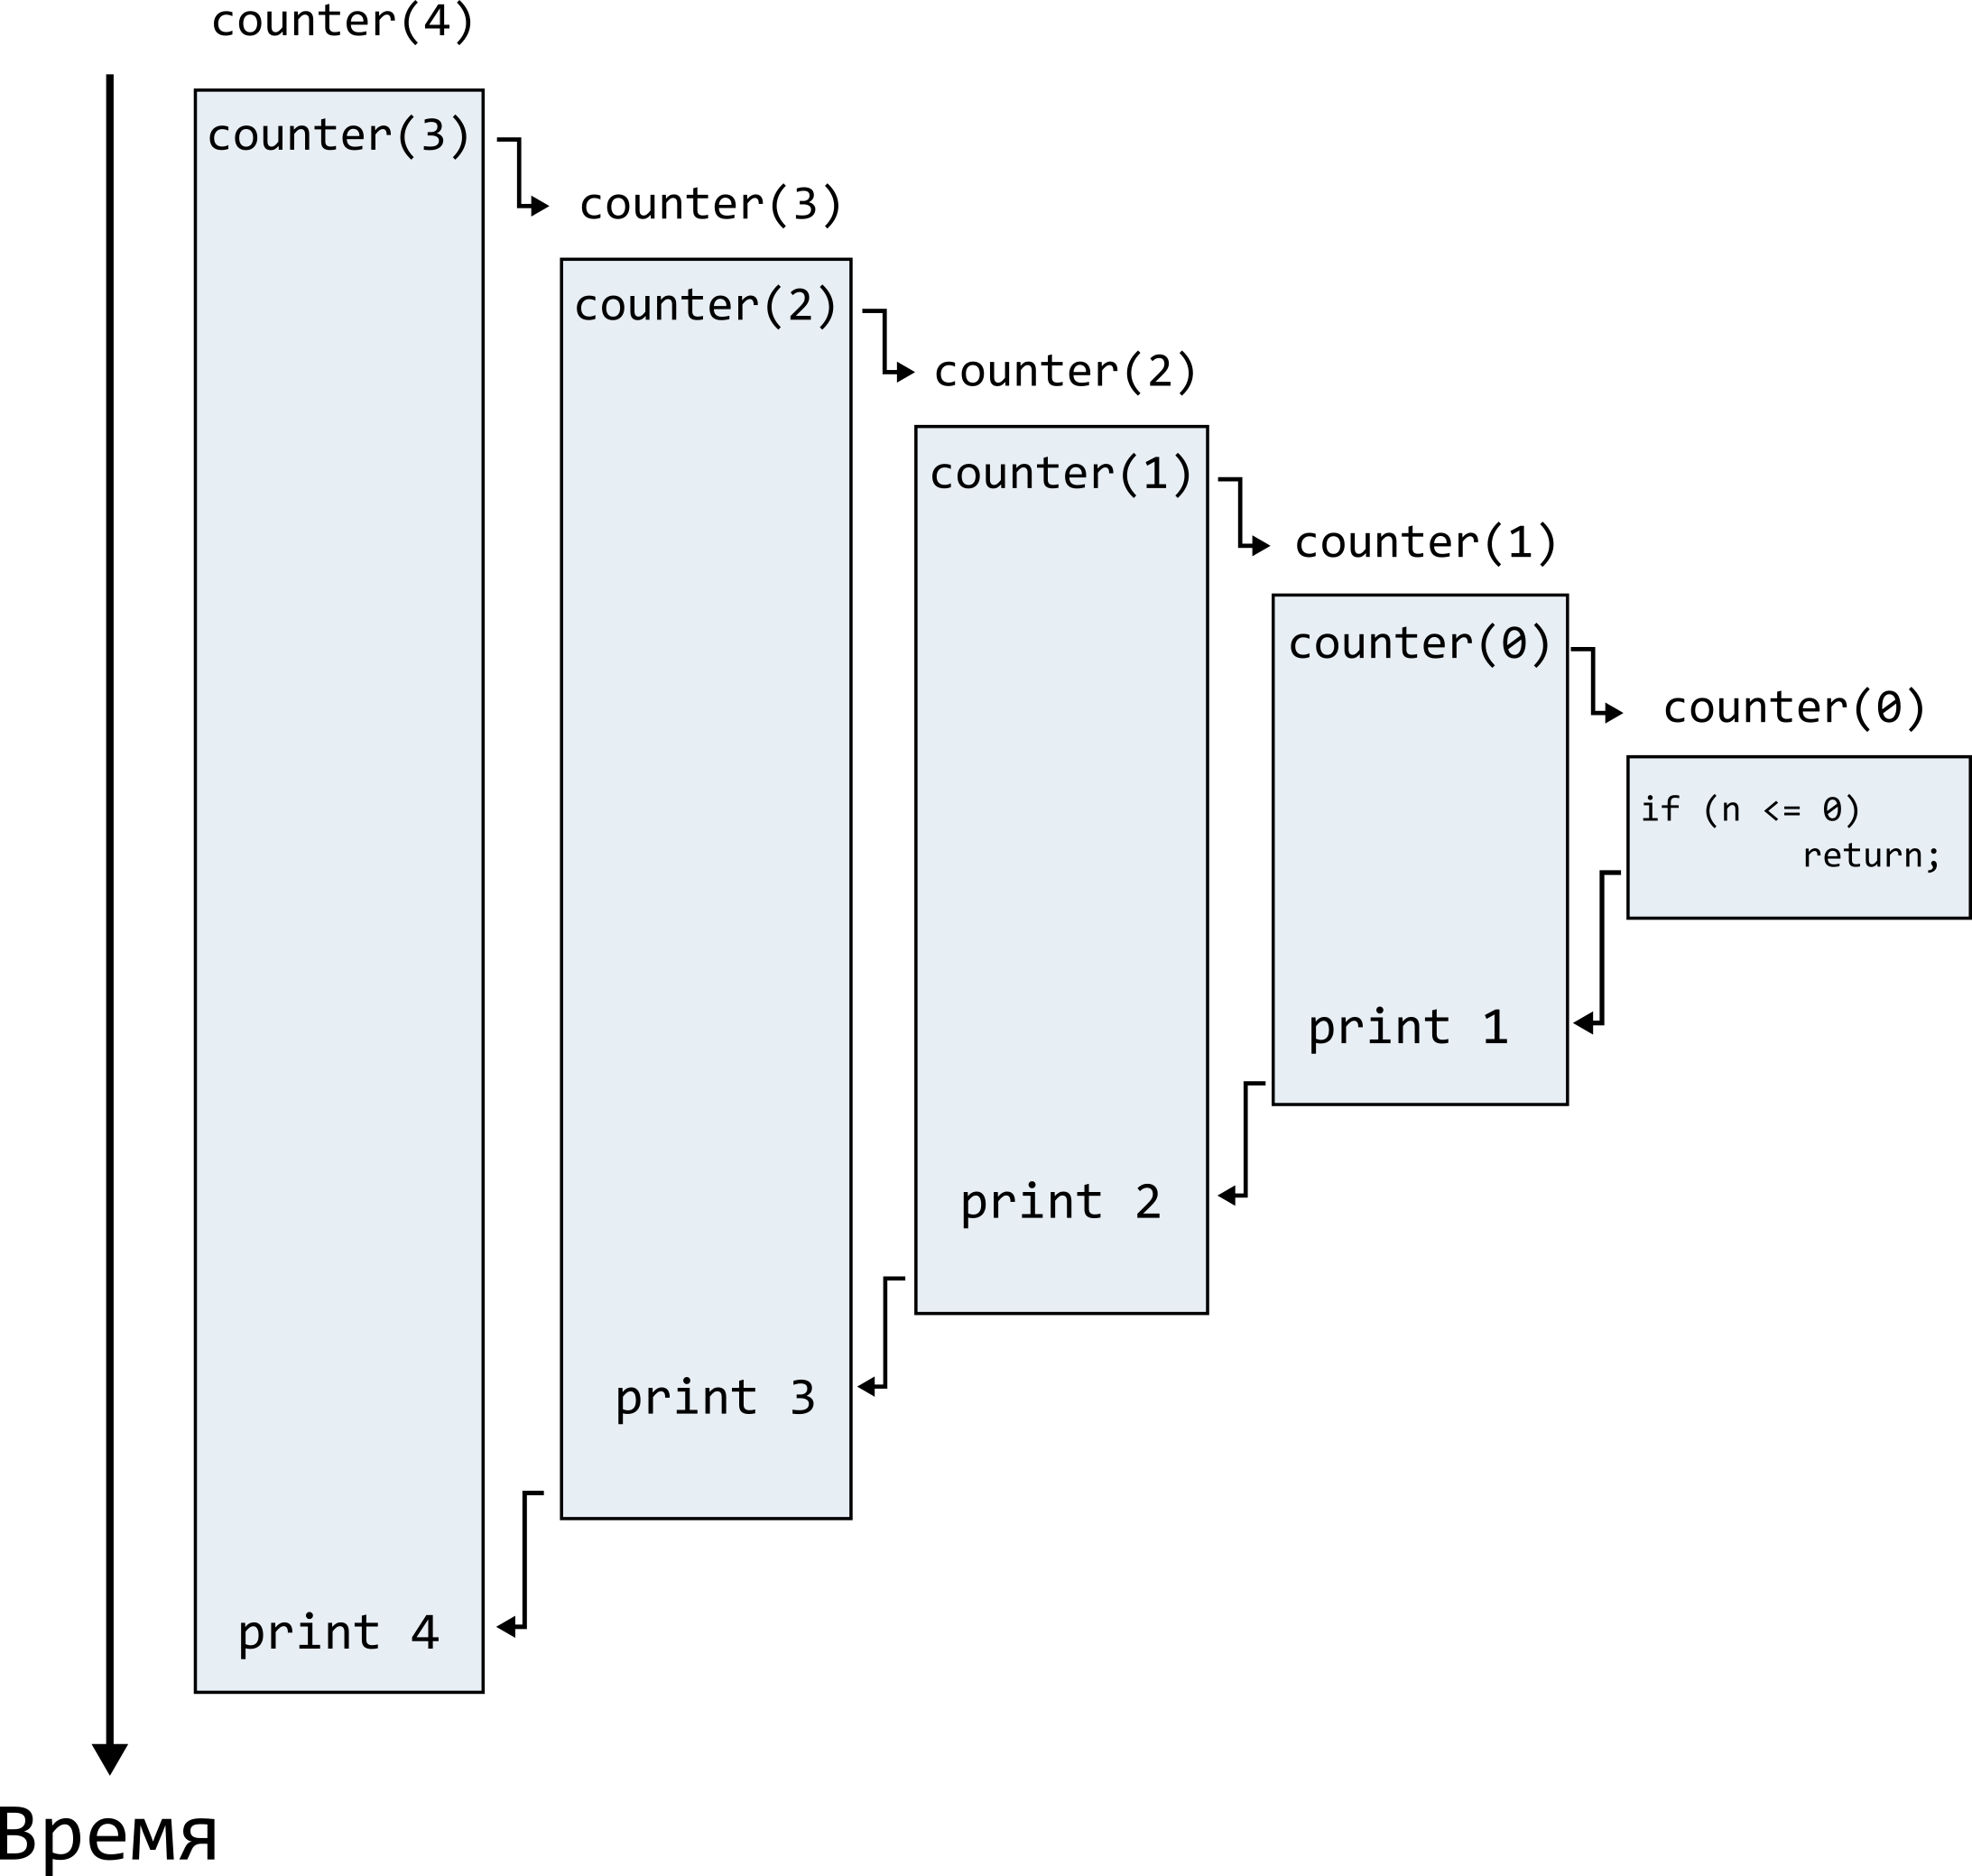 counter(4)
counter(3)
counter(3)
counter(2)
counter(2)
counter(1)
counter(1)
counter(0)
counter(0)
if (n <= 0)
return;
print 1
print 2
print 3
print 4
Время